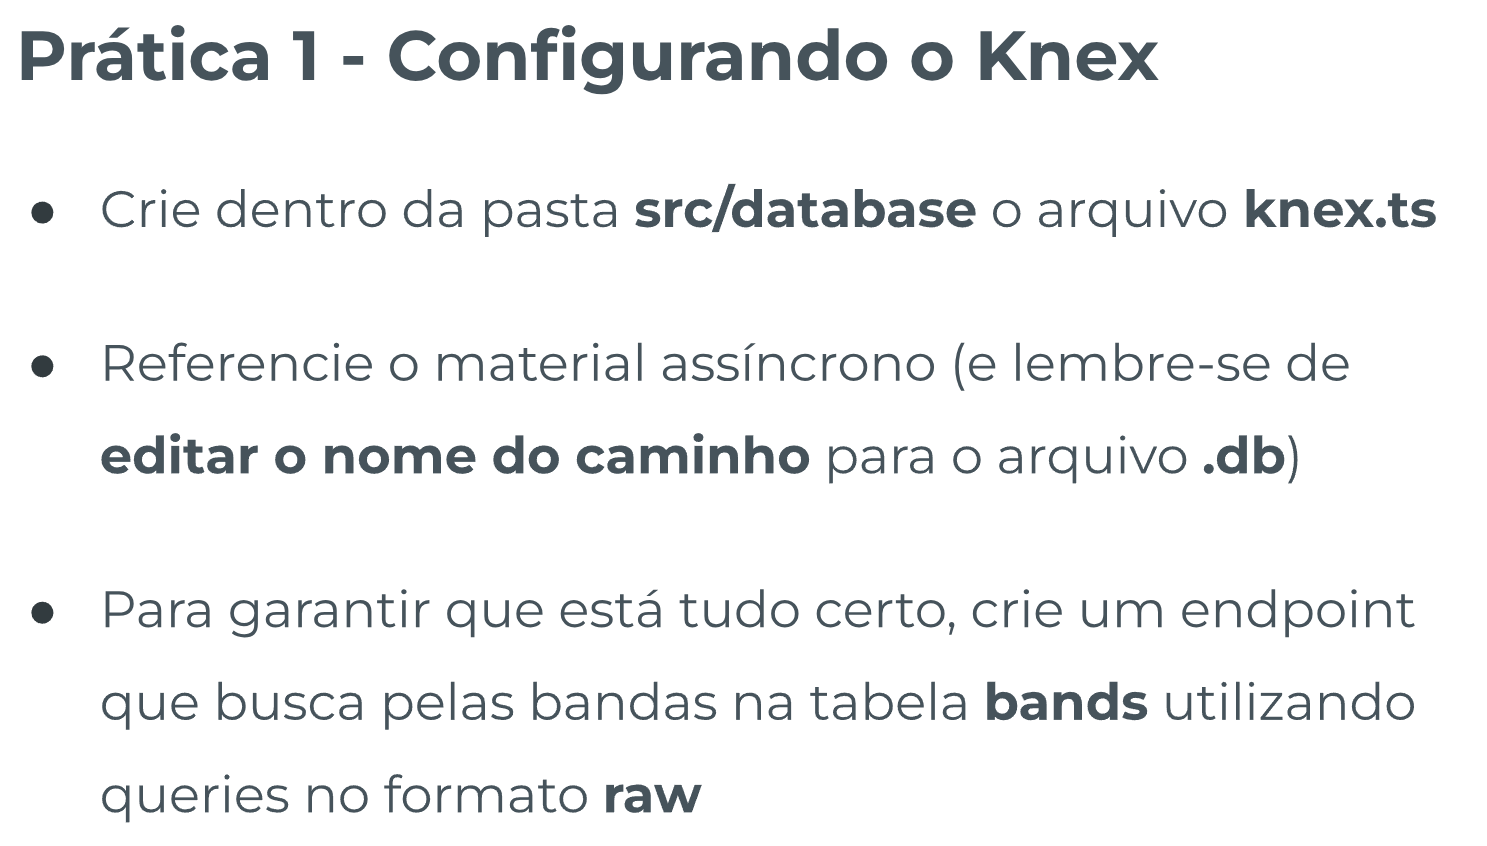 Prática 1 - Configurando o Knex
● Crie dentro da pasta src/database o arquivo knex.ts
● Referencie o material assíncrono (e lembre-se de
editar o nome do caminho para o arquivo .db)
● Para garantir que está tudo certo, crie um endpoint
que busca pelas bandas na tabela bands utilizando
queries no formato raw